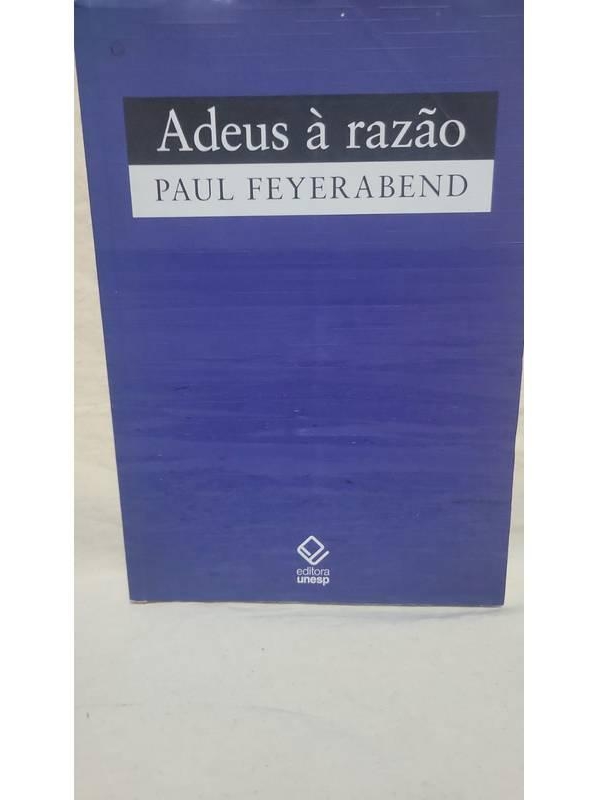 Adeus à razão
PAUL FEYERABEND
editora
unesp